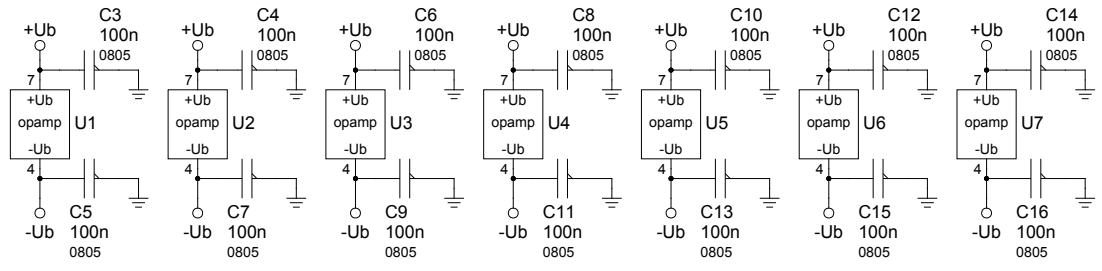 C3 C4 C6 C8 C10 C12 C14
+Ub 100n +Ub 100n +Ub 100n +Ub 100n +Ub 100n +Ub 100n +Ub 100n
0805 0805 0805 0805 0805 0805 0805
7 7 7 7 7 7 7
+Ub +Ub +Ub +Ub +Ub +Ub +Ub
opamp U1 opamp U2 opamp U3 opamp U4 opamp U5 opamp U6 opamp U7
-Ub -Ub -Ub -Ub -Ub -Ub -Ub
4 4 4 4 4 4 4
C5 C7 C9 C11 C13 C15 C16
-Ub 100n -Ub 100n -Ub 100n -Ub 100n -Ub 100n -Ub 100n -Ub 100n
0805 0805 0805 0805 0805 0805 0805